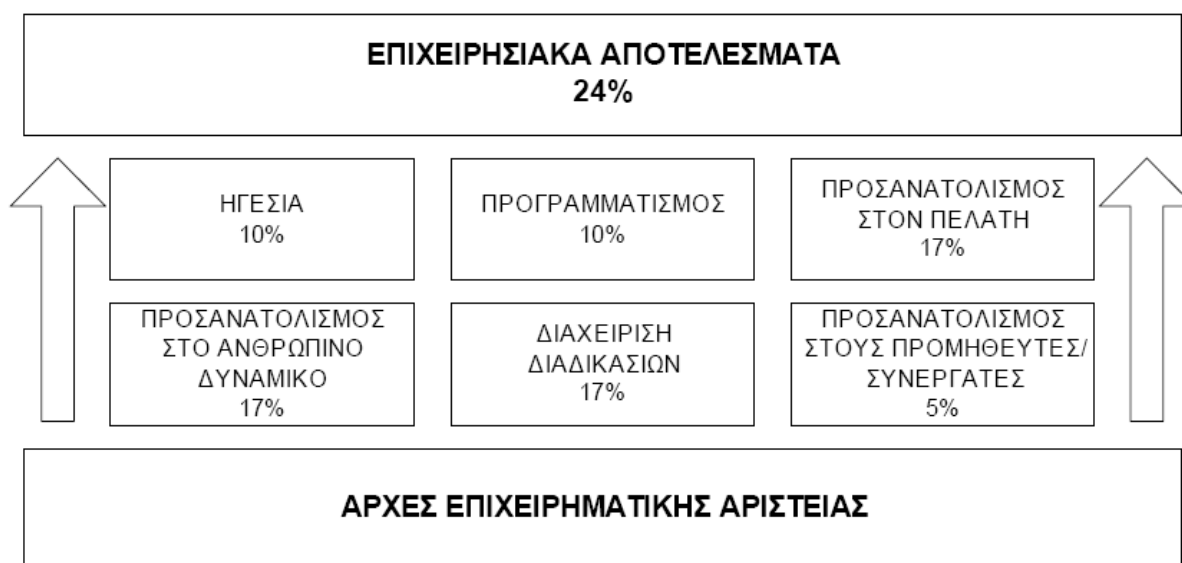 ΕΠΙΧΕΙΡΗΣΙΑΚΑ ΑΠΟΤΕΛΕΣΜΑΤΑ
24%
ΗΓΕΣΙΑ
10%
ΠΡΟΓΡΑΜΜΑΤΙΣΜΟΣ
10%
ΠΡΟΣΑΝΑΤΟΛΙΣΜΟΣ
ΣΤΟΝ ΠΕΛΑΤΗ
17%
ΠΡΟΣΑΝΑΤΟΛΙΣΜΟΣ
ΣΤΟ ΑΝΘΡΩΠΙΝΟ
ΔΥΝΑΜΙΚΟ
17%
ΔΙΑΧΕΙΡΙΣΗ
ΔΙΑΔΙΚΑΣΙΩΝ
17%
ΠΡΟΣΑΝΑΤΟΛΙΣΜΟΣ
ΣΤΟΥΣ ΠΡΟΜΗΘΕΥΤΕΣ/
ΣΥΝΕΡΓΑΤΕΣ
5%
ΑΡΧΕΣ ΕΠΙΧΕΙΡΗΜΑΤΙΚΗΣ ΑΡΙΣΤΕΙΑΣ